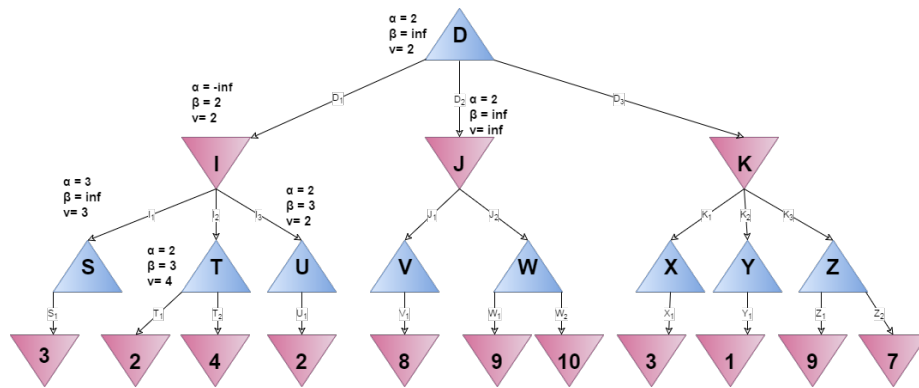 α = 2
β = inf
v= 2
D
α = -inf
β = 2
v= 2
D₁
D₂
D₃
α = 2
β = inf
v= inf
I
J
K
α = 3
β = inf
v= 3
I₁
I₂
I₃
α = 2
β = 3
v= 2
J₁
J₂
K₁
K₂
K₃
α = 2
β = 3
v= 4
S
T
U
V
W
X
Y
Z
S₁
T₁
T₂
U₁
V₁
W₁
W₂
X₁
Y₁
Z₁
Z₂
3
2
4
2
8
9
10
3
1
9
7